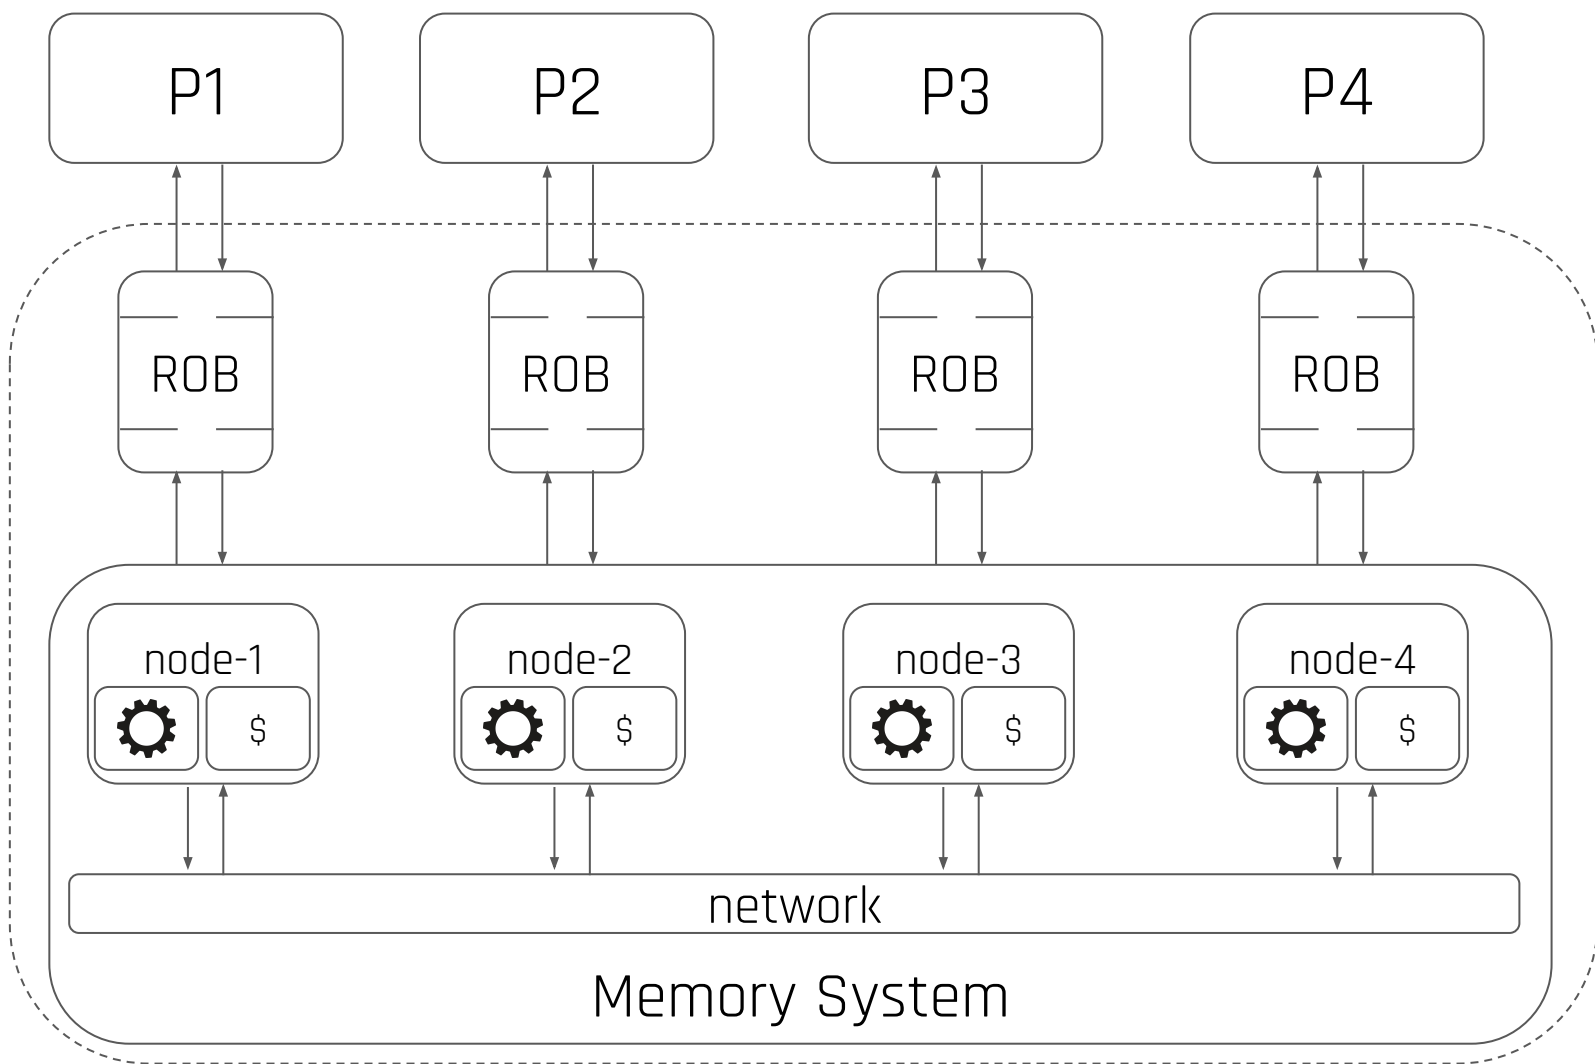 P1 P2 P3 P4
ROB ROB ROB ROB
node-1 node-2 node-3 node-4
$ $ $ $
network
Memory System